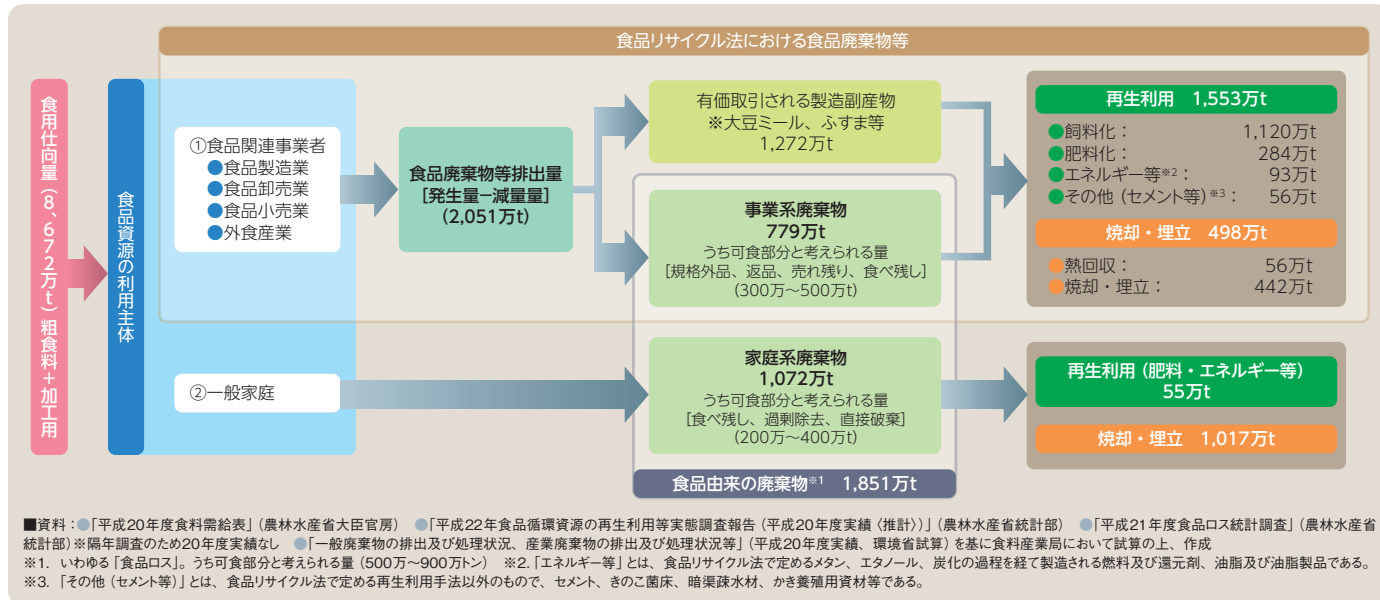 食品リサイクル法における食品廃棄物等
食用仕向量(8、672万t)粗食料+加工用
食品資源の利用主体
①食品関連事業者
●食品製造業
●食品卸売業
●食品小売業
●外食産業
食品廃棄物等排出量
[発生量−減量量]
(2,051万t)
有価取引される製造副産物
※大豆ミール、ふすま等
1,272万t
事業系廃棄物
779万t
うち可食部分と考えられる量
[規格外品、返品、売れ残り、食べ残し]
(300万〜500万t)
再生利用 1,553万t
●飼料化: 1,120万t
●肥料化: 284万t
●エネルギー等※2: 93万t
●その他(セメント等)※3: 56万t
焼却・埋立 498万t
●熱回収: 56万t
■焼却・埋立: 442万t
②一般家庭
家庭系廃棄物
1,072万t
うち可食部分と考えられる量
[食べ残し、過剰除去、直接破棄]
(200万〜400万t)
再生利用(肥料・エネルギー等)
55万t
焼却・埋立 1,017万t
食品由来の廃棄物※1 1,851万t
■資料:●「平成20年度食料需給表」(農林水産省大臣官房) ●「平成22年食品循環資源の再生利用等実態調査報告(平成20年度実績〈推計〉)」(農林水産省統計部) ●「平成21年度食品ロス統計調査」(農林水産省
統計部)※隔年調査のため20年度実績なし ●「一般廃棄物の排出及び処理状況、産業廃棄物の排出及び処理状況等」(平成20年度実績、環境省試算)を基に食料産業局において試算の上、作成
※1. いわゆる「食品ロス」。うち可食部分と考えられる量(500万〜900万トン) ※2.「エネルギー等」とは、食品リサイクル法で定めるメタン、エタノール、炭化の過程を経て製造される燃料及び還元剤、油脂及び油脂製品である。
※3. 「その他(セメント等)」とは、食品リサイクル法で定める再生利用手法以外のもので、セメント、きのこ菌床、暗渠疎水材、かき養殖用資材等である。